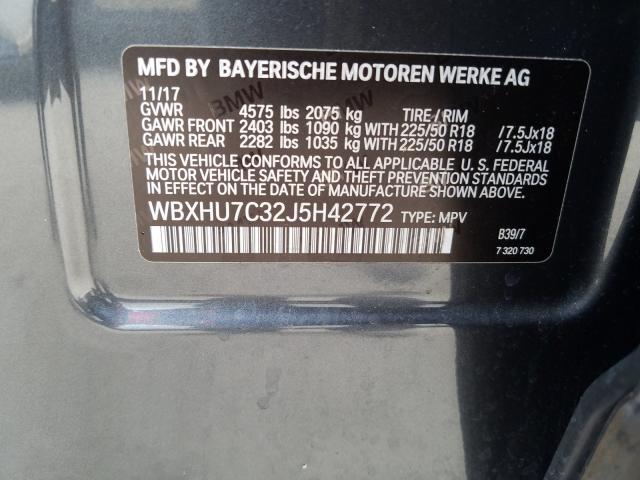 MFD BY BAYERISCHE MOTOREN WERKE AG
11/17
GVWR 4575 lbs 2075 kg TIRE / RIM
GAWR FRONT 2403 lbs 1090 kg WITH 225/50 R18 /7.5Jx18
GAWR REAR 2282 lbs 1035 kg WITH 225/50 R18 /7.5Jx18
THIS VEHICLE CONFORMS TO ALL APPLICABLE U. S. FEDERAL
MOTOR VEHICLE SAFETY, BUMPER, AND THEFT PREVENTION
STANDARDS IN EFFECT ON THE DATE OF MANUFACTURE SHOWN ABOVE.
WBXHU7C32J5H42772 TYPE: MPV
B39/7
7 320 730